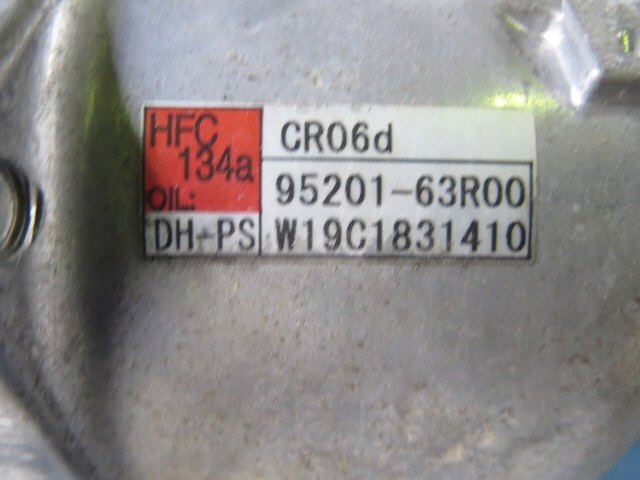 HFC
134a
OIL:
DH-PS
CR06d
95201-63R00
W19C1831410